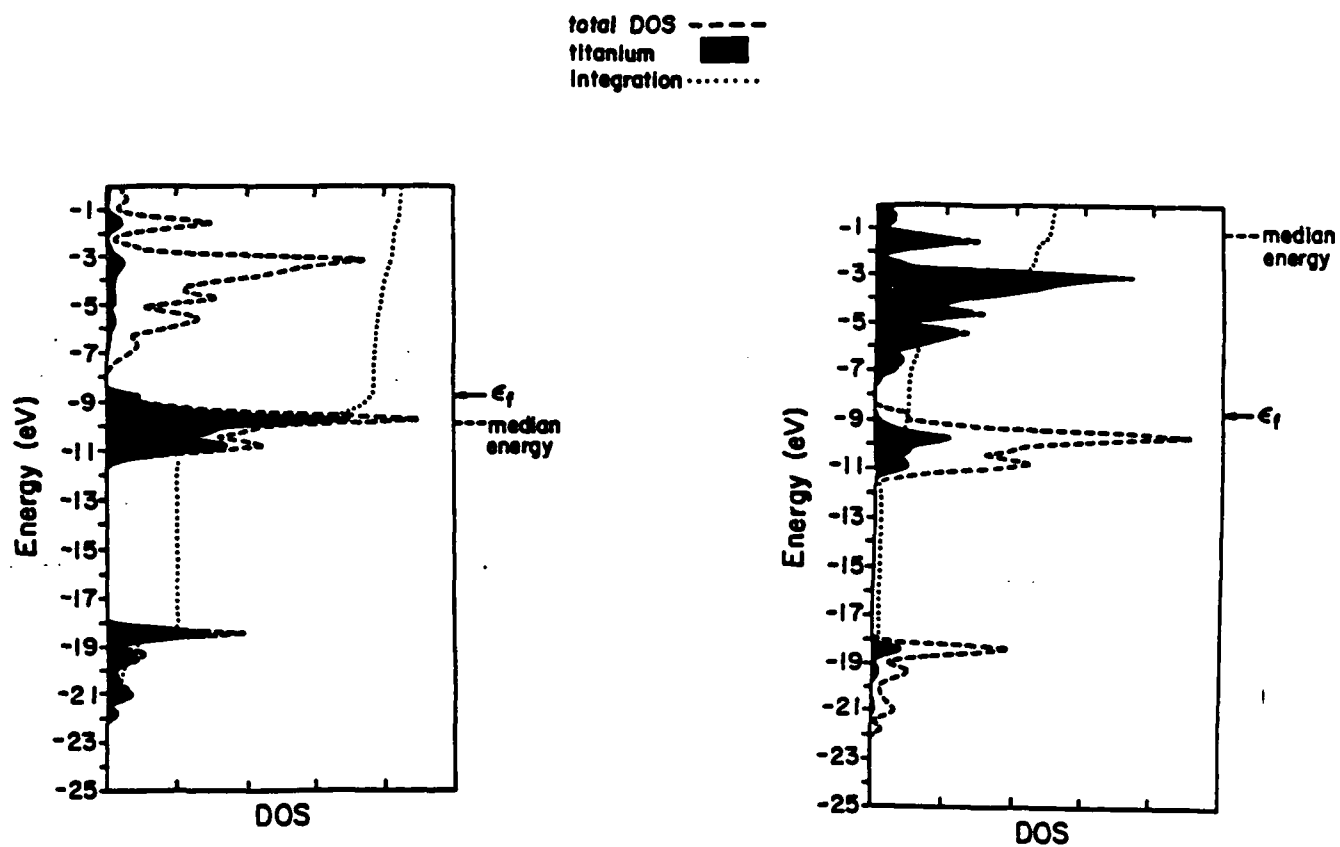 total DOS
titanium
Integration
-1
-3
-5
-7
-9
-11
-13
-15
-17
-19
-21
-23
-25
Energy (eV)
DOS
ϵf
median
energy
-1
-3
-5
-7
-9
-11
-13
-15
-17
-19
-21
-23
-25
Energy (eV)
DOS
median
energy
ϵf